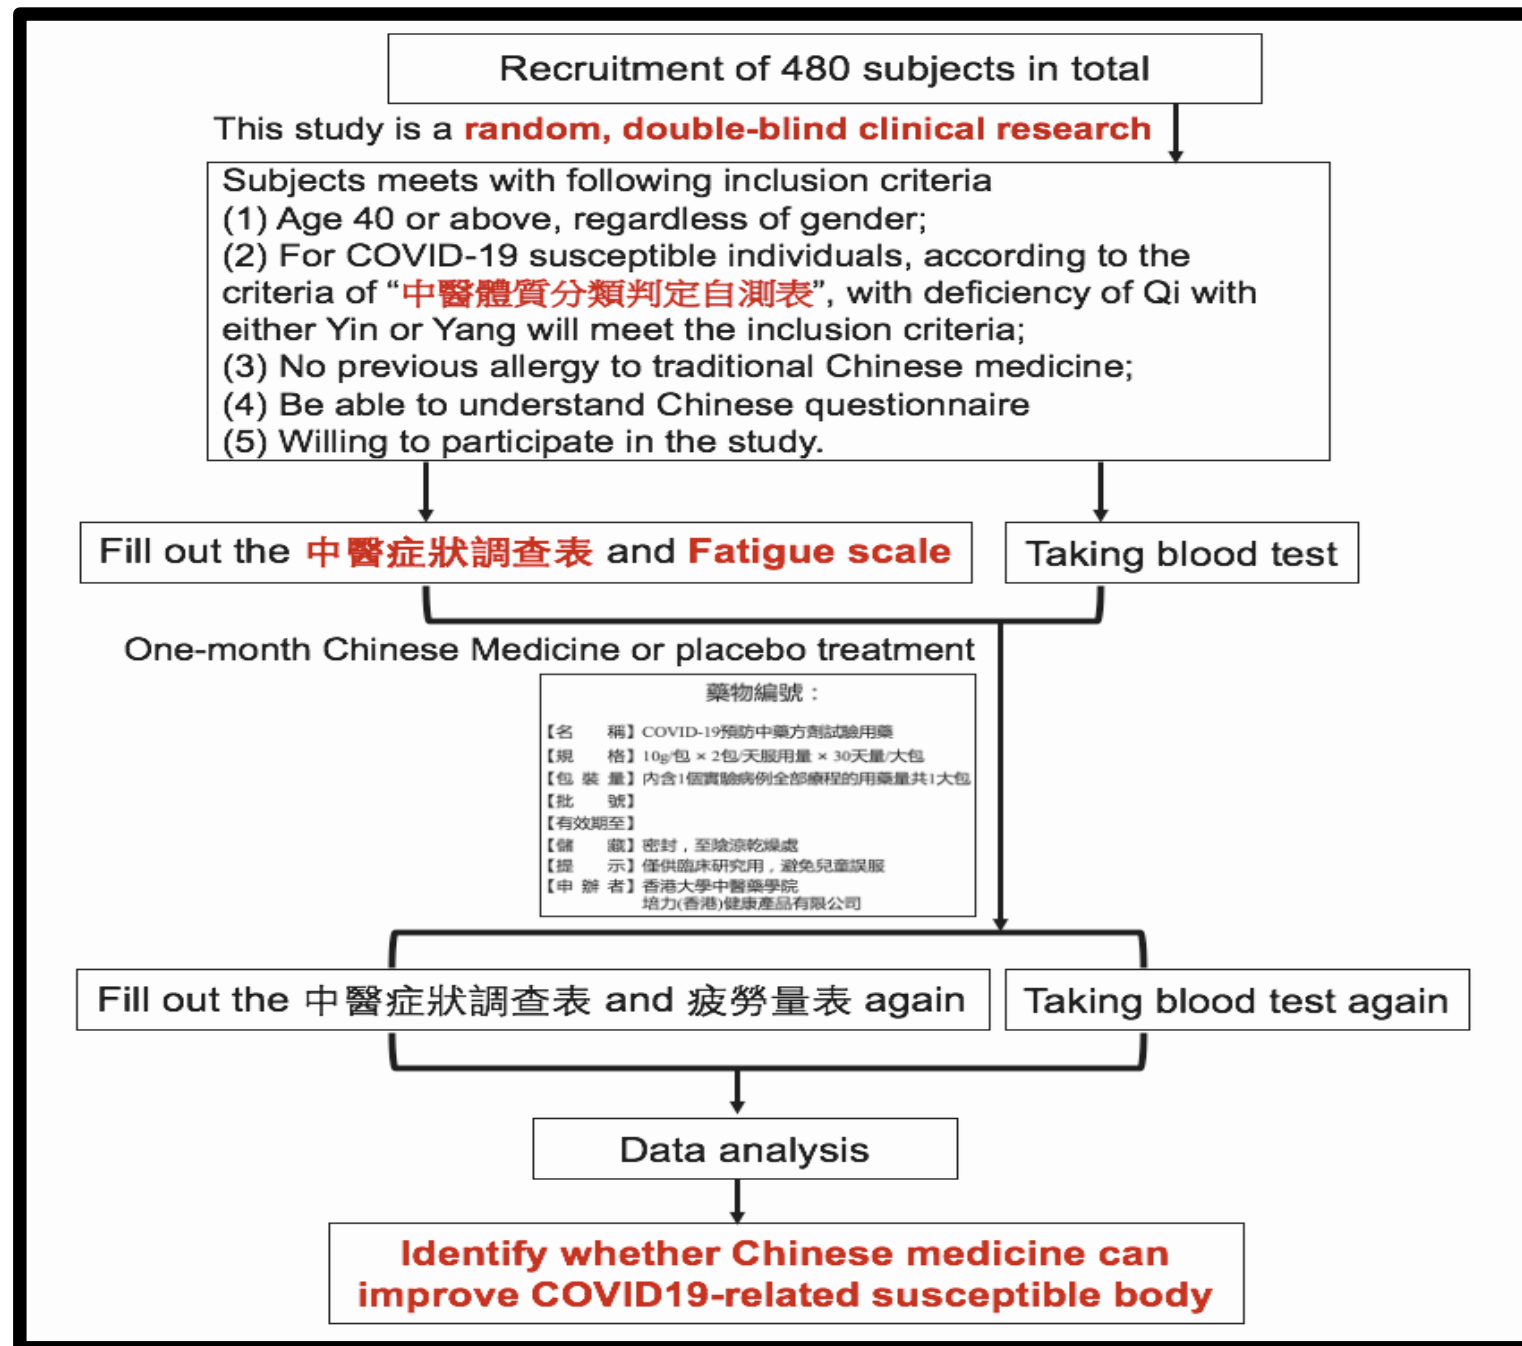 Recruitment of 480 subjects in total
This study is a random, double-blind clinical research
Subjects meets with following inclusion criteria
(1) Age 40 or above, regardless of gender;
(2) For COVID-19 susceptible individuals, according to the
criteria of “中醫體質分類判定自測表”, with deficiency of Qi with
either Yin or Yang will meet the inclusion criteria;
(3) No previous allergy to traditional Chinese medicine;
(4) Be able to understand Chinese questionnaire
(5) Willing to participate in the study.
Fill out the 中醫症狀調查表 and Fatigue scale
Taking blood test
One-month Chinese Medicine or placebo treatment
藥物編號：
【名 稱】COVID-19預防中藥方劑試驗用藥
【規 格】10g/包 × 2包/天服用量 × 30天量/大包
【包 裝 量】內含1個實驗病例全部療程的用藥量共1大包
【批 號】
【有效期至】
【儲 藏】密封，至陰涼乾燥處
【提 示】僅供臨床研究用，避免兒童誤服
【申 辦 者】香港大學中醫藥學院
培力(香港)健康產品有限公司
Fill out the 中醫症狀調查表 and 疲勞量表 again
Taking blood test again
Data analysis
Identify whether Chinese medicine can
improve COVID19-related susceptible body